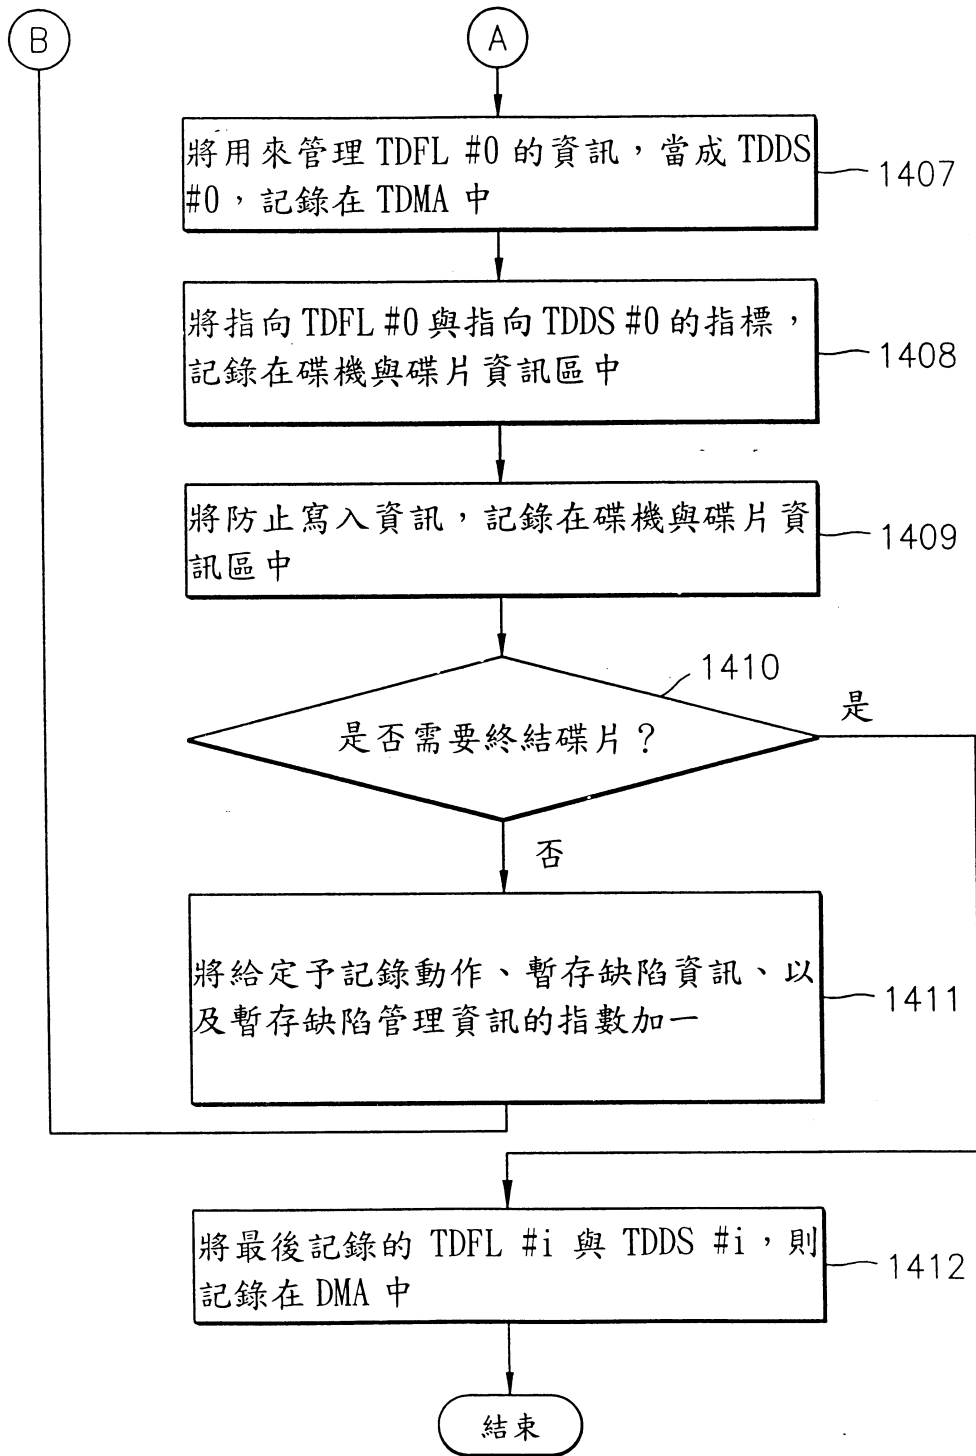 B
A
將用來管理 TDFL #0 的資訊，當成 TDDS
#0，記錄在 TDMA 中
1407
將指向 TDFL #0 與指向 TDDS #0 的指標，
記錄在碟機與碟片資訊區中
1408
將防止寫入資訊，記錄在碟機與碟片資
訊區中
1409
1410
是否需要終結碟片？
是
否
將給定予記錄動作、暫存缺陷資訊、以
及暫存缺陷管理資訊的指數加一
1411
將最後記錄的 TDFL #i 與 TDDS #i，則
記錄在 DMA 中
1412
結束